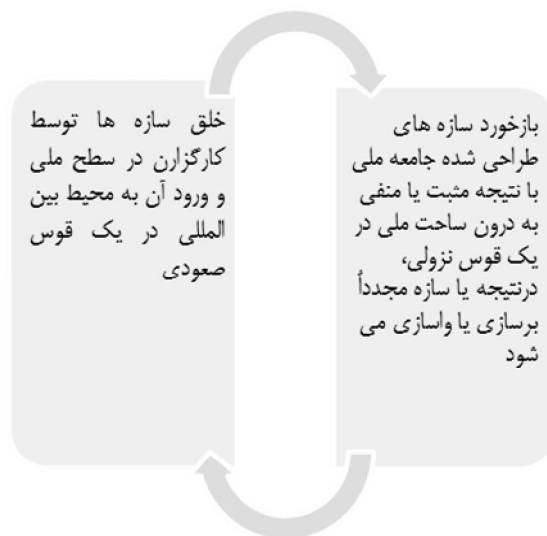 بازخورد سازه های
طراحی شده جامعه ملی
با نتیجه مثبت یا منفی
به درون ساحت ملی در
یک قوس نزولی،
درنتیجه یا سازه مجدداً
برسازی یا واسازی می
شود
خلق سازه ها توسط
کارگزارن در سطح ملی
و ورود آن به محیط بین
المللی در یک قوس
صعودی